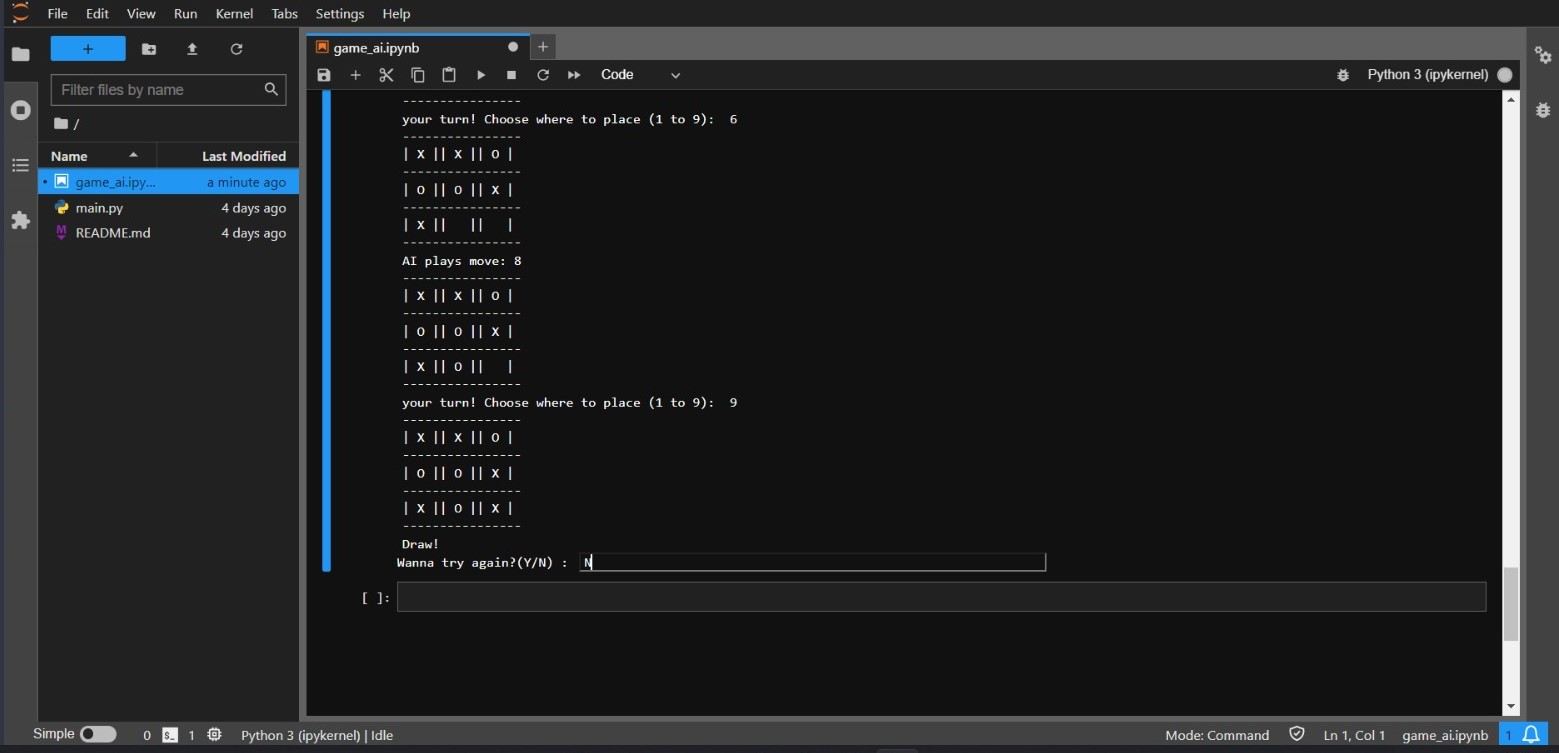 File Edit View Run Kernel Tabs Settings Help
+
Filter files by name
/
Name Last Modified
game_ai.ipy... a minute ago
main.py 4 days ago
M README.md 4 days ago
game_ai.ipynb
Code Python 3 (ipykernel)
-----------------
your turn! Choose where to place (1 to 9): 6
-----------------
| X || X || O |
-----------------
| O || O || X |
-----------------
| X ||   ||   |
-----------------
AI plays move: 8
-----------------
| X || X || O |
-----------------
| O || O || X |
-----------------
| X || O ||   |
-----------------
your turn! Choose where to place (1 to 9): 9
-----------------
| X || X || O |
-----------------
| O || O || X |
-----------------
| X || O || X |
-----------------
Draw!
Wanna try again?(Y/N) : N
[ ]:
Simple 0 $_ 1 Python 3 (ipykernel) | Idle Mode: Command Ln 1, Col 1 game_ai.ipynb 1